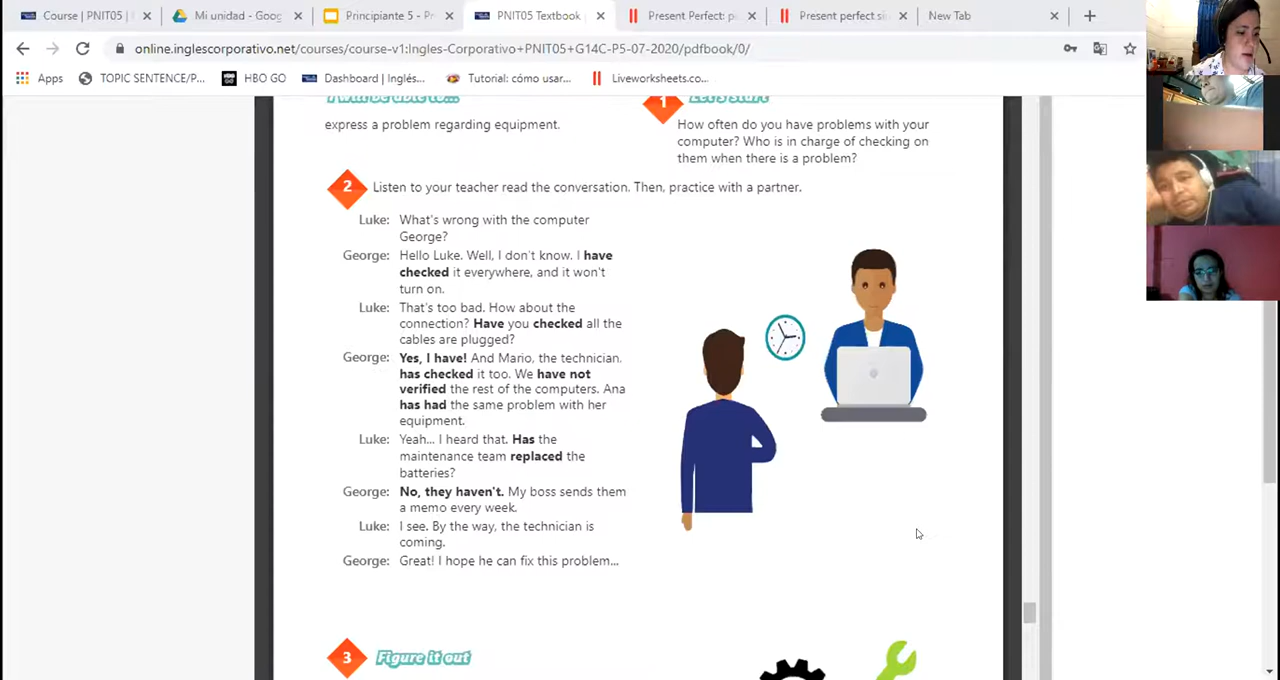 Course | PNIT05 |
Mi unidad - Goog
Principiante 5 - P
PNIT05 Textbook
Present Perfect: p
Present perfect si
New Tab
online.inglescorporativo.net/courses/course-v1:Ingles-Corporativo+PNIT05+G14C-P5-07-2020/pdfbook/0/
Apps
TOPIC SENTENCE/P...
HBO GO
Dashboard | Inglés...
Tutorial: cómo usar...
Liveworksheets.co...
I will be able to...
express a problem regarding equipment.
1 Let's start
How often do you have problems with your
computer? Who is in charge of checking on
them when there is a problem?
2 Listen to your teacher read the conversation. Then, practice with a partner.
Luke: What's wrong with the computer
George?
George: Hello Luke. Well, I don't know. I have
checked it everywhere, and it won't
turn on.
Luke: That's too bad. How about the
connection? Have you checked all the
cables are plugged?
George: Yes, I have! And Mario, the technician.
has checked it too. We have not
verified the rest of the computers. Ana
has had the same problem with her
equipment.
Luke: Yeah... I heard that. Has the
maintenance team replaced the
batteries?
George: No, they haven't. My boss sends them
a memo every week.
Luke: I see. By the way, the technician is
coming.
George: Great! I hope he can fix this problem...
3 Figure it out